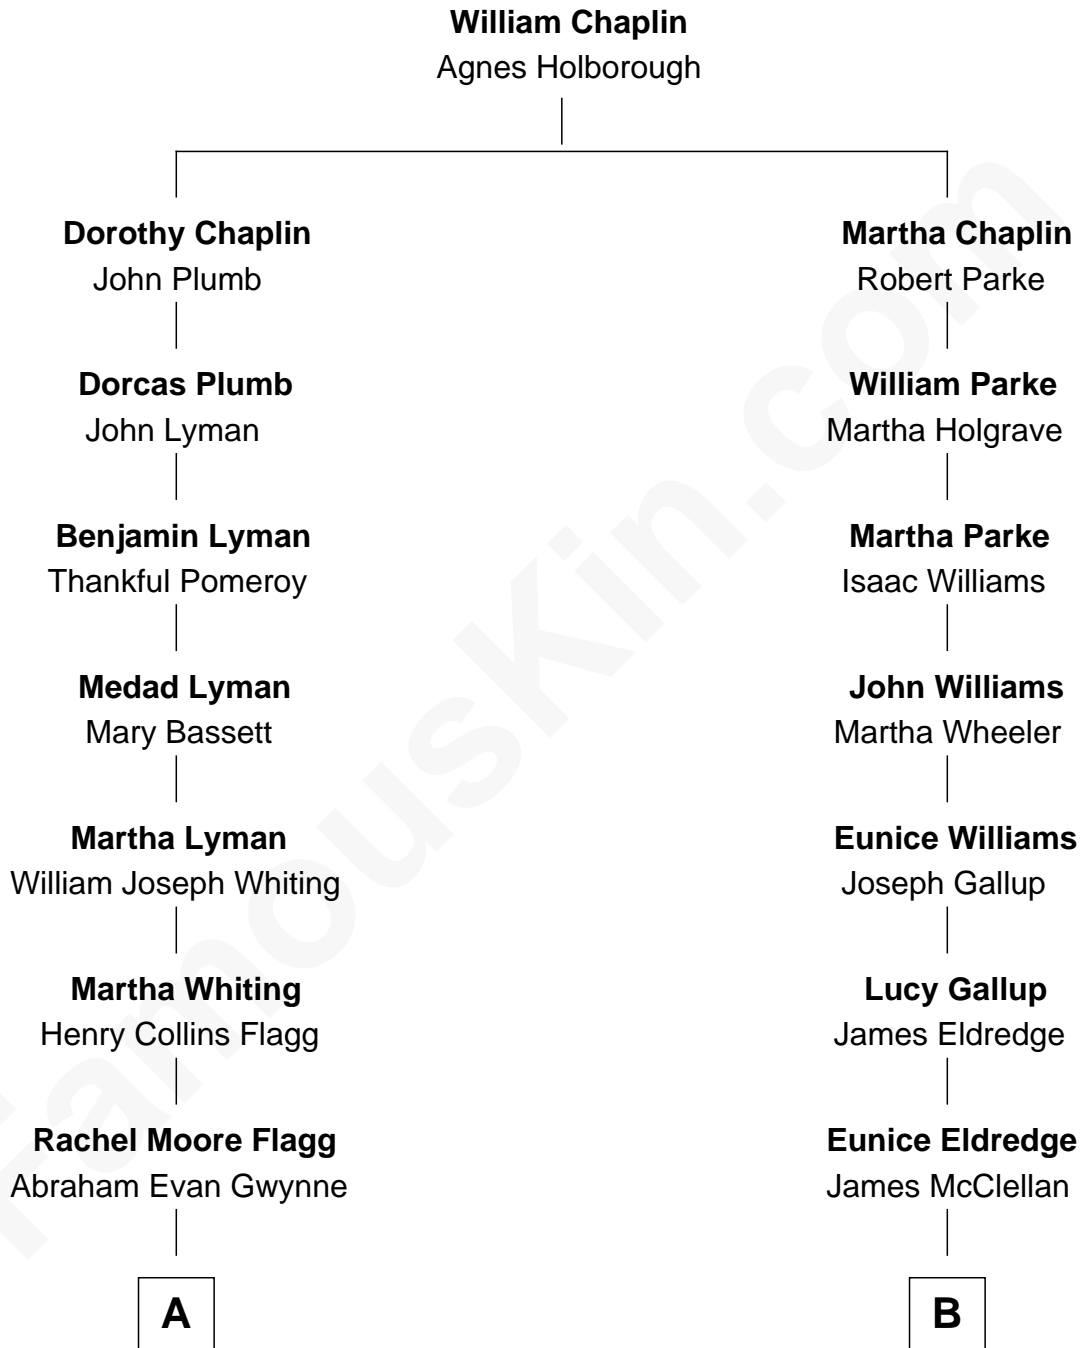 William Chaplin
Agnes Holborough
Dorothy Chaplin
John Plumb
Martha Chaplin
Robert Parke
Dorcas Plumb
John Lyman
William Parke
Martha Holgrave
Benjamin Lyman
Thankful Pomeroy
Martha Parke
Isaac Williams
Medad Lyman
Mary Bassett
John Williams
Martha Wheeler
Martha Lyman
William Joseph Whiting
Eunice Williams
Joseph Gallup
Martha Whiting
Henry Collins Flagg
Lucy Gallup
James Eldredge
Rachel Moore Flagg
Abraham Evan Gwynne
Eunice Eldredge
James McClellan
A
B
FamousKin.com